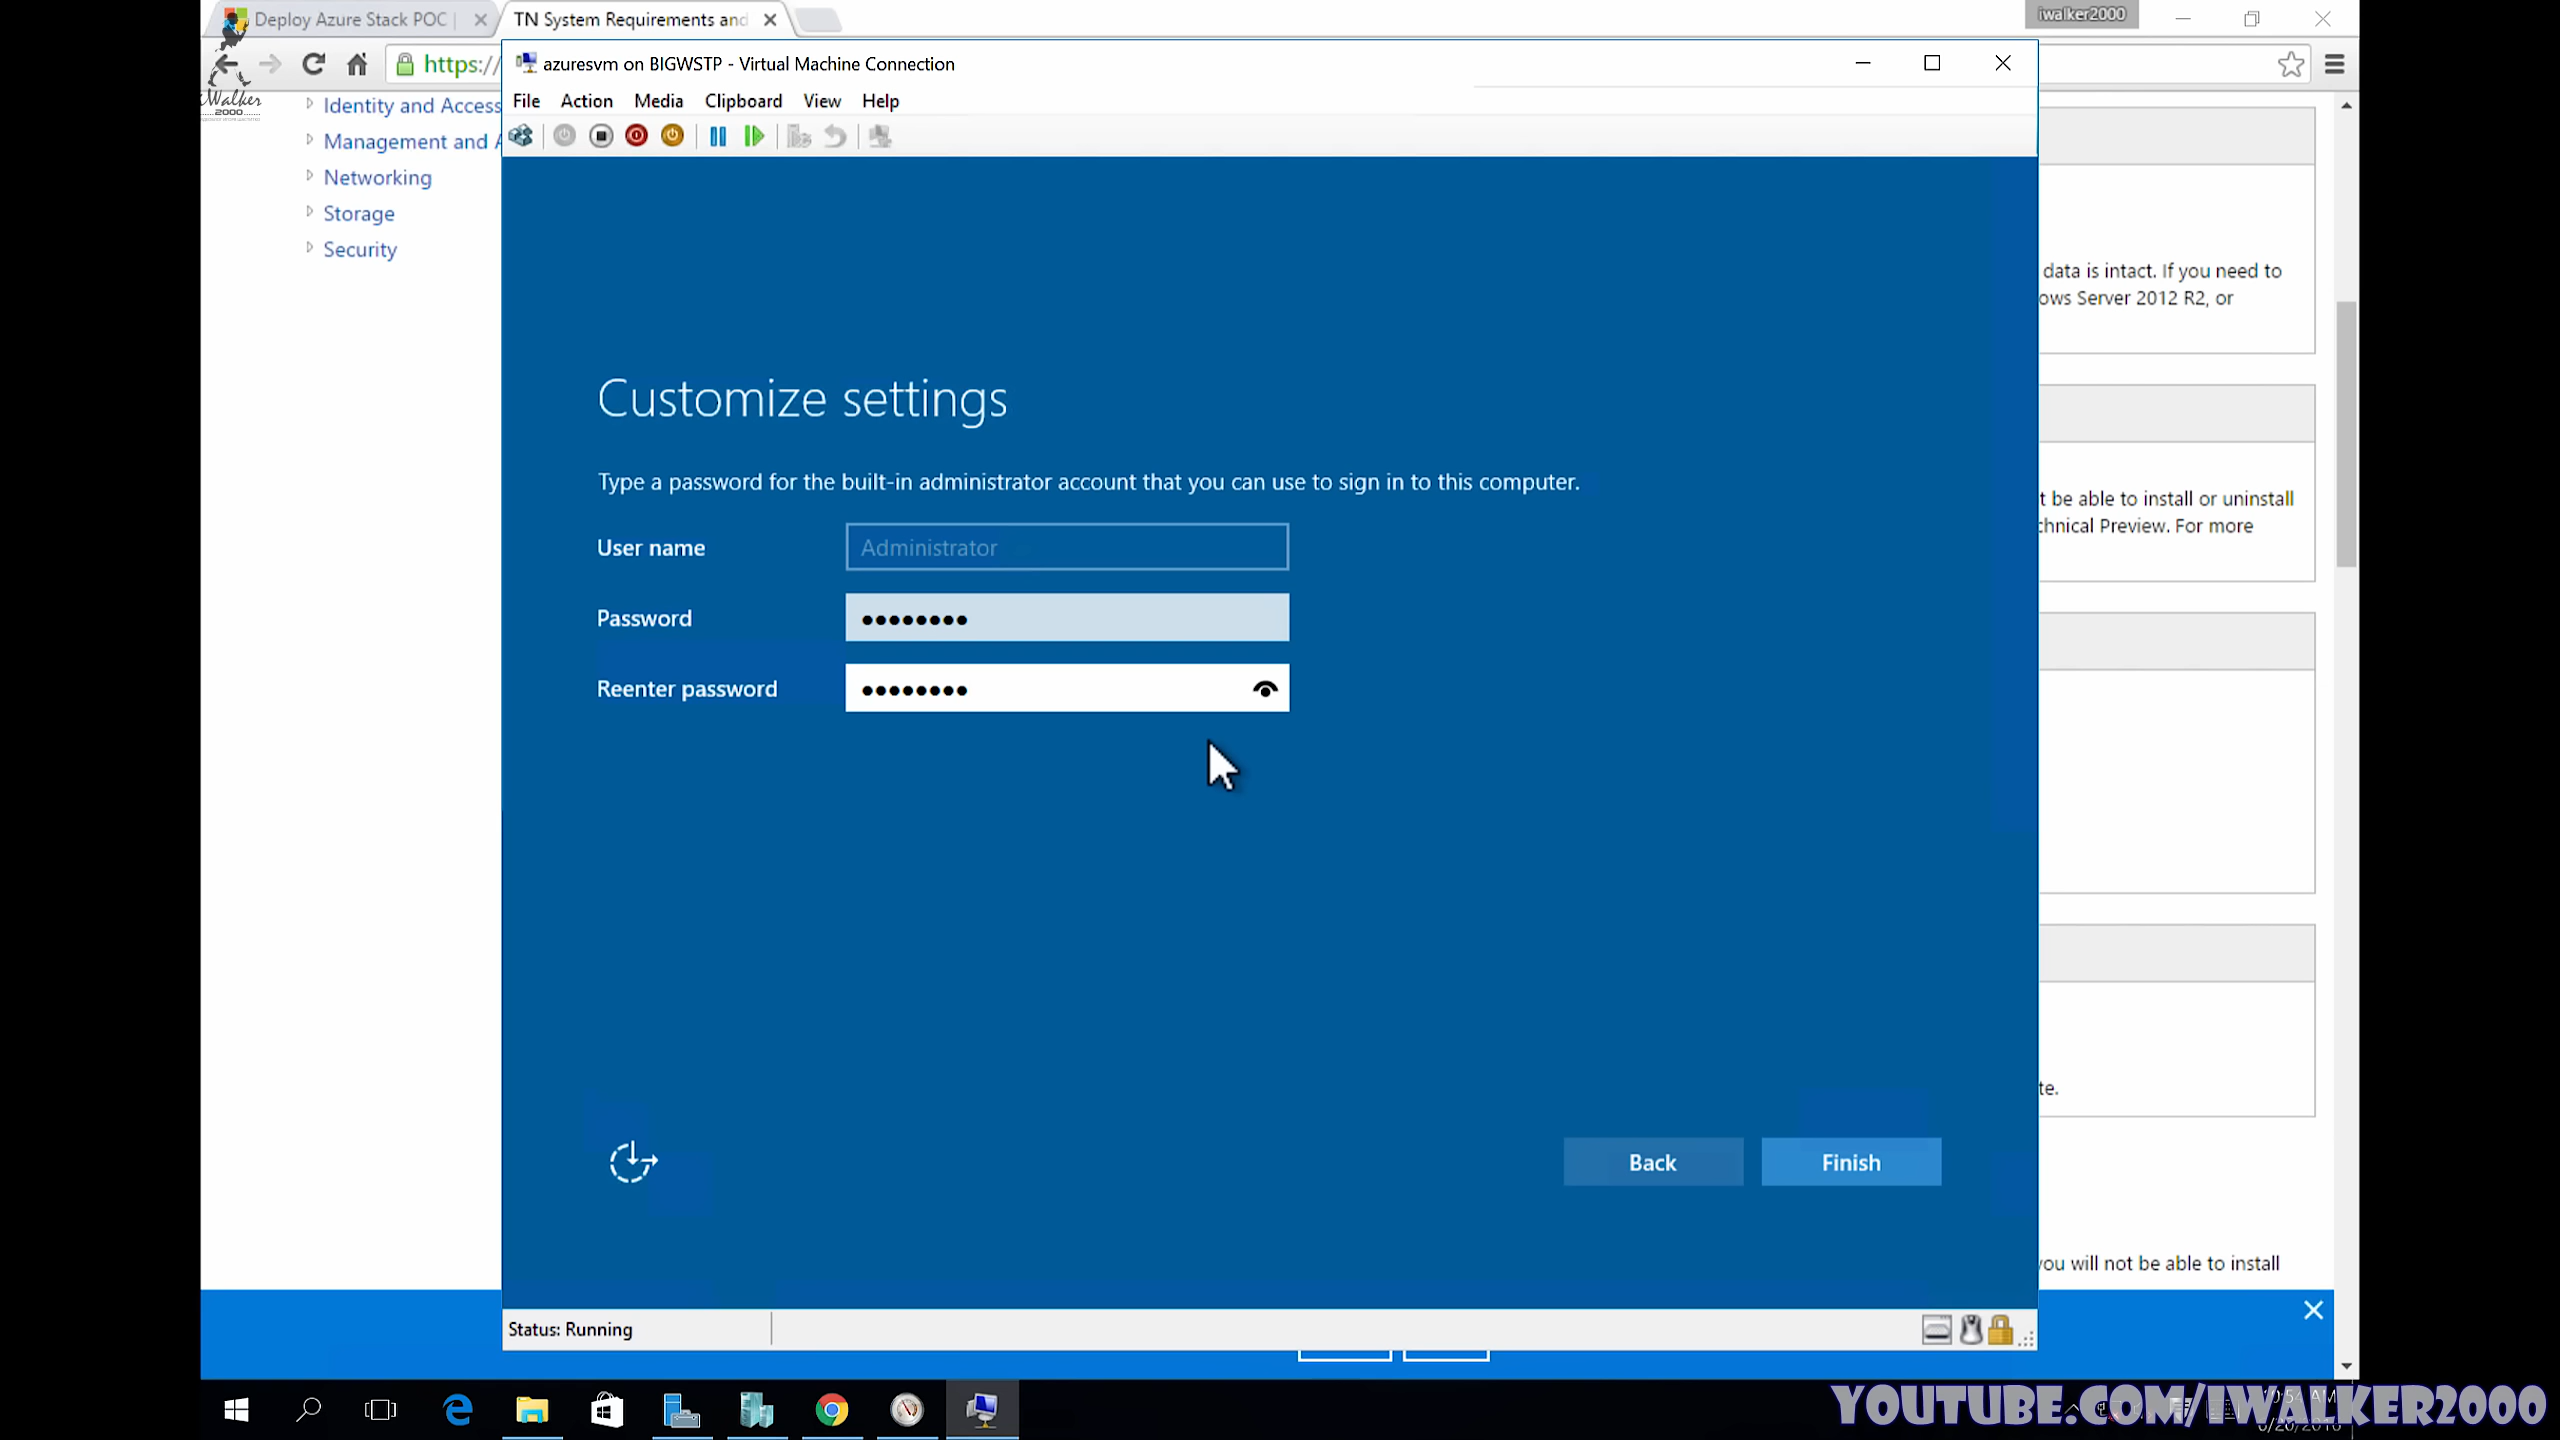 Deploy Azure Stack POC |
TN System Requirements and
iwalker2000
https://
iWalker
2000
azuresvm on BIGWSTP - Virtual Machine Connection
File Action Media Clipboard View Help
Identity and Access
Management and A
Networking
Storage
Security
data is intact. If you need to
ows Server 2012 R2, or
t be able to install or uninstall
chnical Preview. For more
te.
you will not be able to install
Customize settings
Type a password for the built-in administrator account that you can use to sign in to this computer.
User name
Administrator
Password
••••••••
Reenter password
••••••••
Back
Finish
Status: Running
YOUTUBE.COM/IWALKER2000